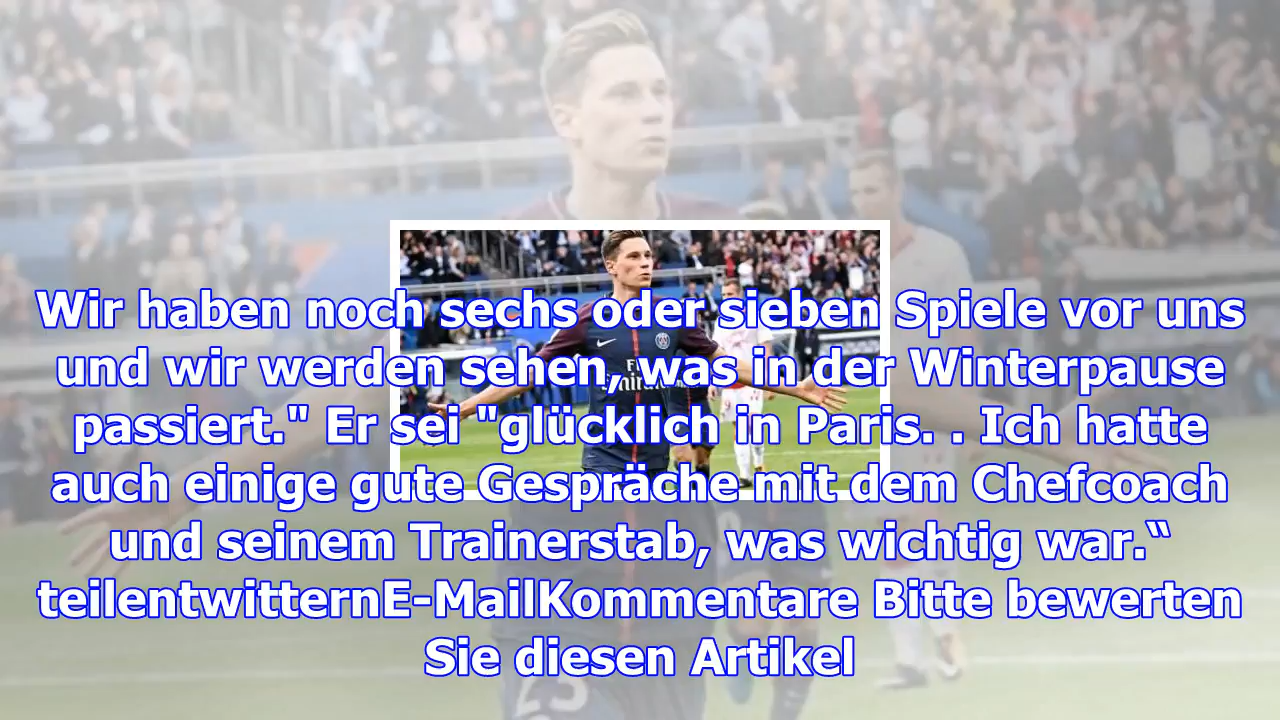 Wir haben noch sechs oder sieben Spiele vor uns
und wir werden sehen, was in der Winterpause
passiert." Er sei "glücklich in Paris. . Ich hatte
auch einige gute Gespräche mit dem Chefcoach
und seinem Trainerstab, was wichtig war.“
teilentwitternE-MailKommentare Bitte bewerten
Sie diesen Artikel
23